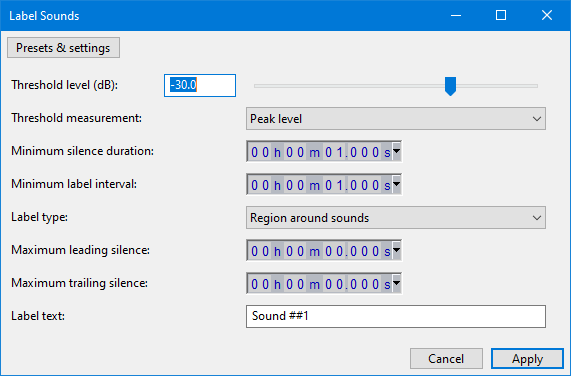 Label Sounds
Presets & settings
Threshold level (dB): -30.0
Threshold measurement: Peak level
Minimum silence duration: 00h00m01.000s
Minimum label interval: 00h00m01.000s
Label type: Region around sounds
Maximum leading silence: 00h00m00.000s
Maximum trailing silence: 00h00m00.000s
Label text: Sound ##1
Cancel Apply